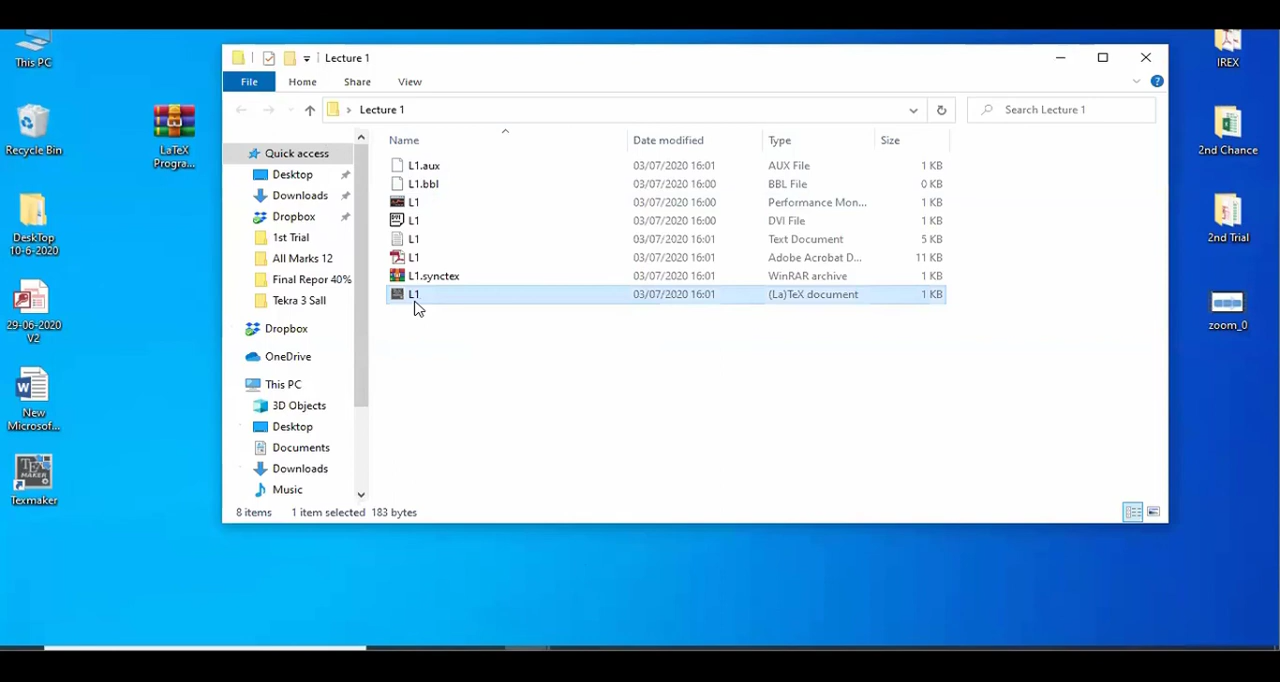 This PC
Recycle Bin
DeskTop
10-6-2020
29-06-2020
V2
New
Microsof...
Texmaker
LaTeX
Progra...
Lecture 1
File
Home
Share
View
Lecture 1
Search Lecture 1
Quick access
Desktop
Downloads
Dropbox
1st Trial
All Marks 12
Final Repor 40%
Tekra 3 Sall
Dropbox
OneDrive
This PC
3D Objects
Desktop
Documents
Downloads
Music
Name Date modified Type Size
L1.aux 03/07/2020 16:01 AUX File 1 KB
L1.bbl 03/07/2020 16:00 BBL File 0 KB
L1 03/07/2020 16:00 Performance Mon... 1 KB
L1 03/07/2020 16:00 DVI File 1 KB
L1 03/07/2020 16:01 Text Document 5 KB
L1 03/07/2020 16:01 Adobe Acrobat D... 11 KB
L1.synctex 03/07/2020 16:01 WinRAR archive 1 KB
L1 03/07/2020 16:01 (La)TeX document 1 KB
8 items 1 item selected 183 bytes
IREX
2nd Chance
2nd Trial
zoom_0